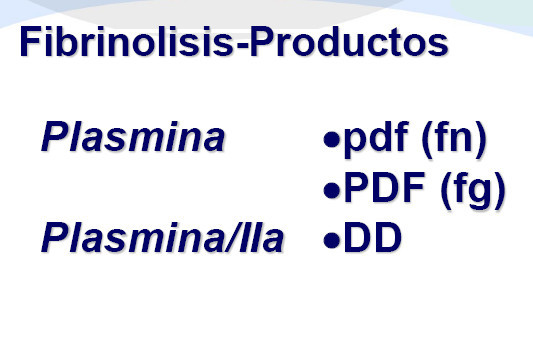 Fibrinolisis-Productos
Plasmina •pdf (fn)
•PDF (fg)
Plasmina/IIa •DD